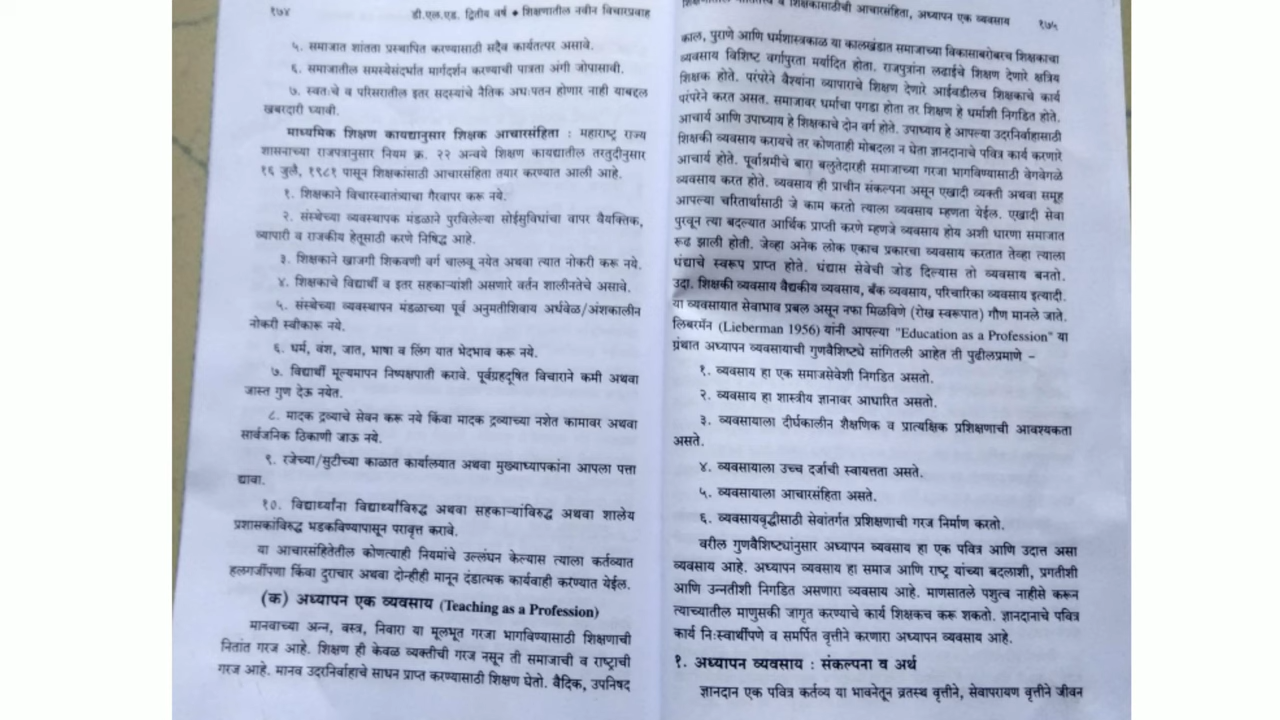 १७४
डी.एल.एड. द्वितीय वर्ष ● शिक्षणातील नवीन विचारप्रवाह
५. समाजात शांतता प्रस्थापित करण्यासाठी सदैव कार्यतत्पर असावे.
६. समाजातील समस्येसंदर्भात मार्गदर्शन करण्याची पात्रता अंगी जोपासावी.
७. स्वतःचे व परिसरातील इतर सदस्यांचे नैतिक अधःपतन होणार नाही याबद्दल
खबरदारी घ्यावी.
माध्यमिक शिक्षण कायद्यानुसार शिक्षक आचारसंहिता : महाराष्ट्र राज्य
शासनाच्या राजपत्रानुसार नियम क्र. २२ अन्वये शिक्षण कायद्यातील तरतुदीनुसार
१६ जुलै, १९८१ पासून शिक्षकांसाठी आचारसंहिता तयार करण्यात आली आहे.
१. शिक्षकाने विचारस्वातंत्र्याचा गैरवापर करू नये.
२. संस्थेच्या व्यवस्थापक मंडळाने पुरविलेल्या सोईसुविधांचा वापर वैयक्तिक,
व्यापारी व राजकीय हेतूसाठी करणे निषिद्ध आहे.
३. शिक्षकाने खाजगी शिकवणी वर्ग चालवू नयेत अथवा त्यात नोकरी करू नये.
४. शिक्षकाचे विद्यार्थी व इतर सहकाऱ्यांशी असणारे वर्तन शालीनतेचे असावे.
५. संस्थेच्या व्यवस्थापन मंडळाच्या पूर्व अनुमतीशिवाय अर्धवेळ/अंशकालीन
नोकरी स्वीकारू नये.
६. धर्म, वंश, जात, भाषा व लिंग यात भेदभाव करू नये.
७. विद्यार्थी मूल्यमापन निष्पक्षपाती करावे. पूर्वग्रहदूषित विचाराने कमी अथवा
जास्त गुण देऊ नयेत.
८. मादक द्रव्याचे सेवन करू नये किंवा मादक द्रव्याच्या नशेत कामावर अथवा
सार्वजनिक ठिकाणी जाऊ नये.
९. रजेच्या/सुटीच्या काळात कार्यालयात अथवा मुख्याध्यापकांना आपला पत्ता
द्यावा.
१०. विद्यार्थ्यांना विद्यार्थ्यांविरुद्ध अथवा सहकाऱ्यांविरुद्ध अथवा शालेय
प्रशासकांविरुद्ध भडकविण्यापासून परावृत्त करावे.
या आचारसंहितेतील कोणत्याही नियमांचे उल्लंघन केल्यास त्याला कर्तव्यात
हलगर्जीपणा किंवा दुराचार अथवा दोन्हीही मानून दंडात्मक कार्यवाही करण्यात येईल.
(क) अध्यापन एक व्यवसाय (Teaching as a Profession)
मानवाच्या अन्न, वस्त्र, निवारा या मूलभूत गरजा भागविण्यासाठी शिक्षणाची
नितांत गरज आहे. शिक्षण ही केवळ व्यक्तीची गरज नसून ती समाजाची व राष्ट्राची
गरज आहे. मानव उदरनिर्वाहाचे साधन प्राप्त करण्यासाठी शिक्षण घेतो. वैदिक, उपनिषद
व शिक्षकासाठीची आचारसंहिता, अध्यापन एक व्यवसाय
१७५
काल, पुराणे आणि धर्मशास्त्रकाळ या कालखंडात समाजाच्या विकासाबरोबरच शिक्षकाचा
व्यवसाय विशिष्ट वर्गापुरता मर्यादित होता. राजपुत्रांना लढाईचे शिक्षण देणारे क्षत्रिय
शिक्षक होते. परंपरेने वैश्यांना व्यापाराचे शिक्षण देणारे आईवडीलच शिक्षकाचे कार्य
परंपरेने करत असत. समाजावर धर्माचा पगडा होता तर शिक्षण हे धर्माशी निगडित होते.
आचार्य आणि उपाध्याय हे शिक्षकाचे दोन वर्ग होते. उपाध्याय हे आपल्या उदरनिर्वाहासाठी
शिक्षकी व्यवसाय करायचे तर कोणताही मोबदला न घेता ज्ञानदानाचे पवित्र कार्य करणारे
आचार्य होते. पूर्वाश्रमीचे बारा बलुतेदारही समाजाच्या गरजा भागविण्यासाठी वेगवेगळे
व्यवसाय करत होते. व्यवसाय ही प्राचीन संकल्पना असून एखादी व्यक्ती अथवा समूह
आपल्या चरितार्थासाठी जे काम करतो त्याला व्यवसाय म्हणता येईल. एखादी सेवा
पुरवून त्या बदल्यात आर्थिक प्राप्ती करणे म्हणजे व्यवसाय होय अशी धारणा समाजात
रूढ झाली होती. जेव्हा अनेक लोक एकाच प्रकारचा व्यवसाय करतात तेव्हा त्याला
धंद्याचे स्वरूप प्राप्त होते. धंद्यास सेवेची जोड दिल्यास तो व्यवसाय बनतो.
उदा. शिक्षकी व्यवसाय वैद्यकीय व्यवसाय, बँक व्यवसाय, परिचारिका व्यवसाय इत्यादी.
या व्यवसायात सेवाभाव प्रबल असून नफा मिळविणे (रोख स्वरूपात) गौण मानले जाते.
लिबरमॅन (Lieberman 1956) यांनी आपल्या "Education as a Profession" या
ग्रंथात अध्यापन व्यवसायाची गुणवैशिष्ट्ये सांगितली आहेत ती पुढीलप्रमाणे –
१. व्यवसाय हा एक समाजसेवेशी निगडित असतो.
२. व्यवसाय हा शास्त्रीय ज्ञानावर आधारित असतो.
३. व्यवसायाला दीर्घकालीन शैक्षणिक व प्रात्यक्षिक प्रशिक्षणाची आवश्यकता
असते.
४. व्यवसायाला उच्च दर्जाची स्वायत्तता असते.
५. व्यवसायाला आचारसंहिता असते.
६. व्यवसायवृद्धीसाठी सेवांतर्गत प्रशिक्षणाची गरज निर्माण करतो.
वरील गुणवैशिष्ट्यांनुसार अध्यापन व्यवसाय हा एक पवित्र आणि उदात्त असा
व्यवसाय आहे. अध्यापन व्यवसाय हा समाज आणि राष्ट्र यांच्या बदलाशी, प्रगतीशी
आणि उन्नतीशी निगडित असणारा व्यवसाय आहे. माणसातले पशुत्व नाहीसे करून
त्याच्यातील माणुसकी जागृत करण्याचे कार्य शिक्षकच करू शकतो. ज्ञानदानाचे पवित्र
कार्य निःस्वार्थीपणे व समर्पित वृत्तीने करणारा अध्यापन व्यवसाय आहे.
१. अध्यापन व्यवसाय : संकल्पना व अर्थ
ज्ञानदान एक पवित्र कर्तव्य या भावनेतून व्रतस्थ वृत्तीने, सेवापरायण वृत्तीने जीवन